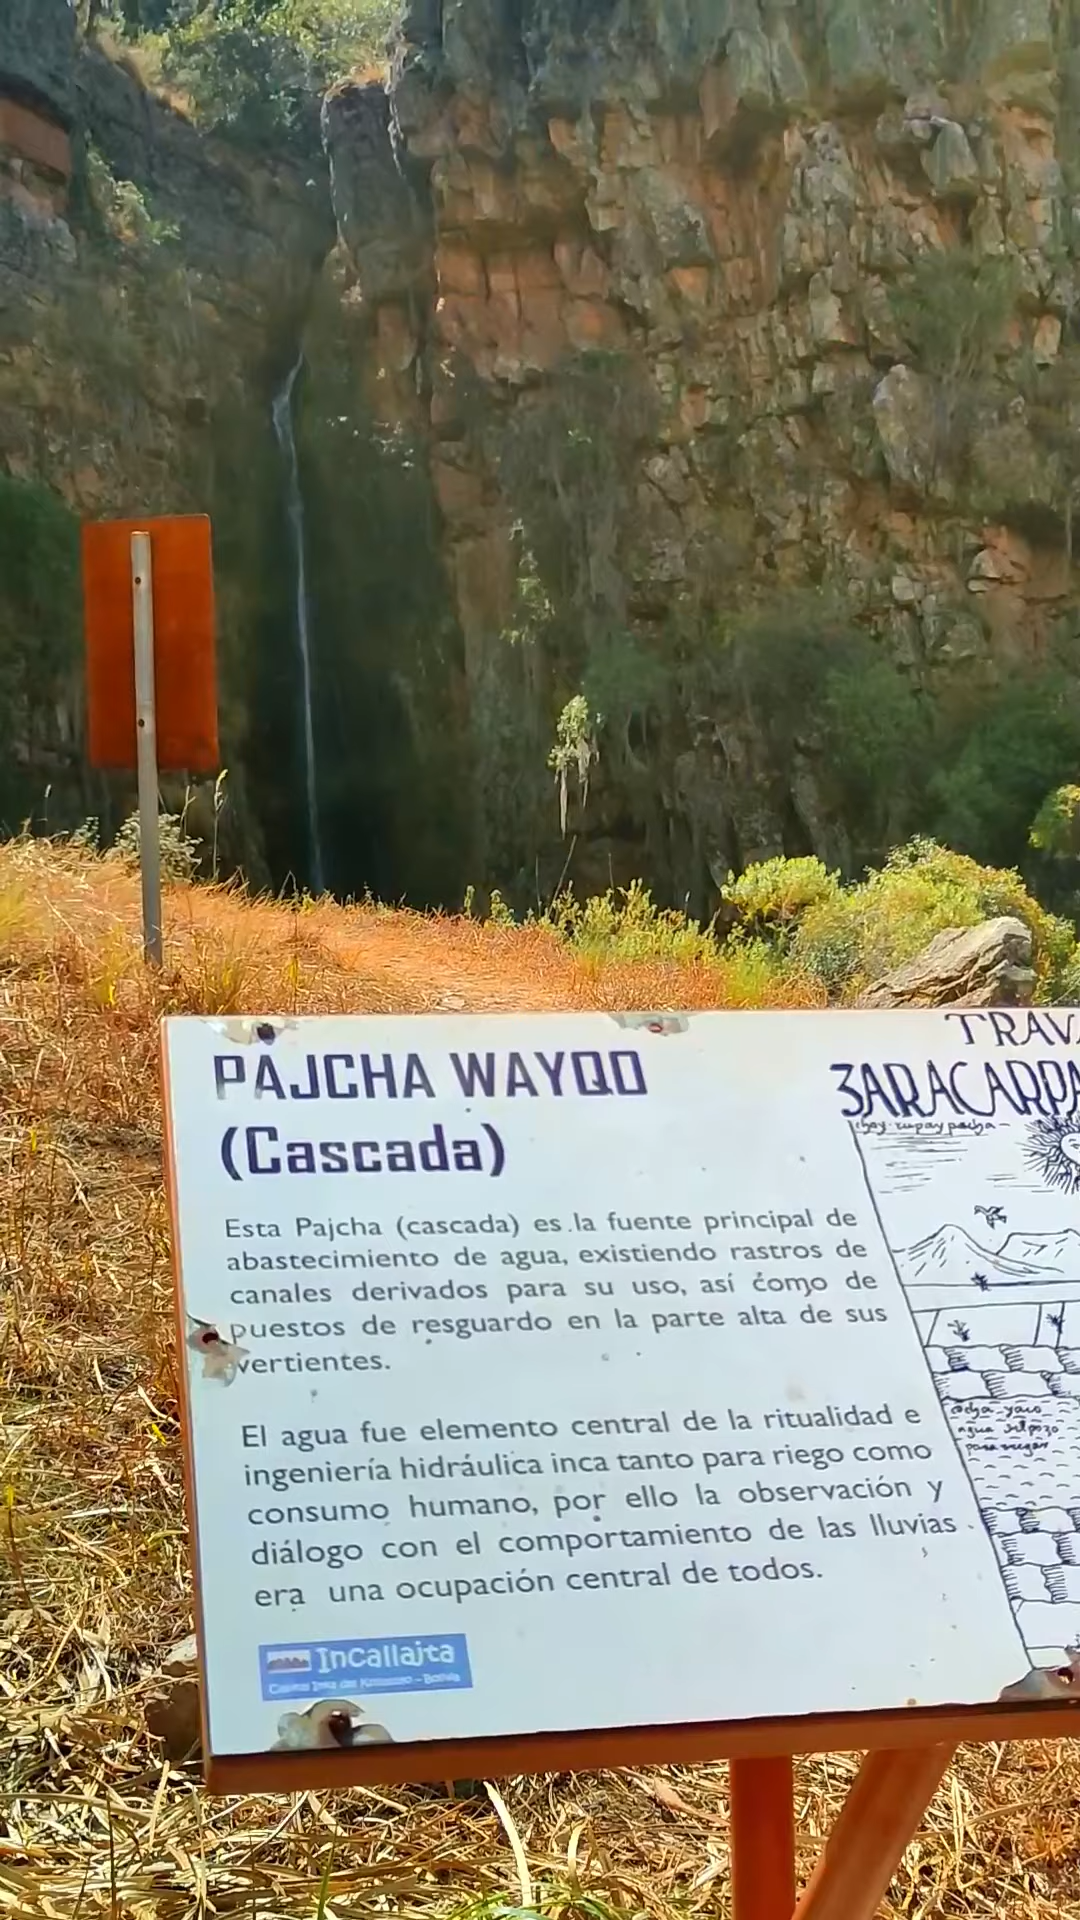 PAJCHA WAYQO
(Cascada)
Esta Pajcha (cascada) es la fuente principal de
abastecimiento de agua, existiendo rastros de
canales derivados para su uso, así como de
puestos de resguardo en la parte alta de sus
vertientes.
El agua fue elemento central de la ritualidad e
ingeniería hidráulica inca tanto para riego como
consumo humano, por ello la observación y
diálogo con el comportamiento de las lluvias
era una ocupación central de todos.
Incallajta
TRAVA
3ARACARPA